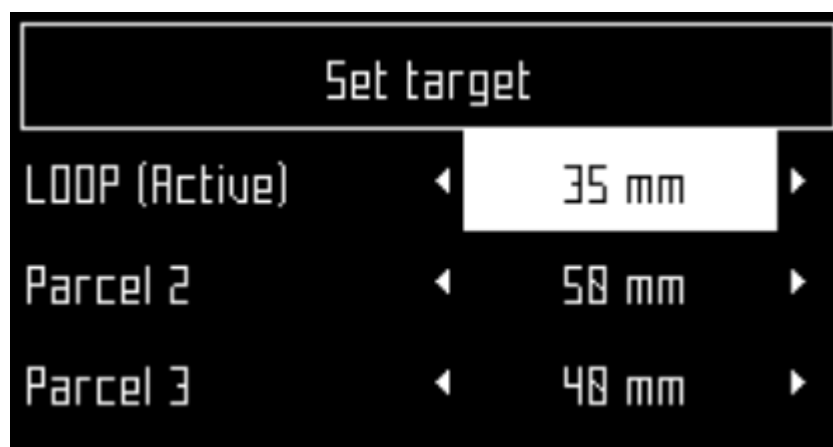 Set target
LOOP (Active) 35 mm
Parcel 2 50 mm
Parcel 3 40 mm